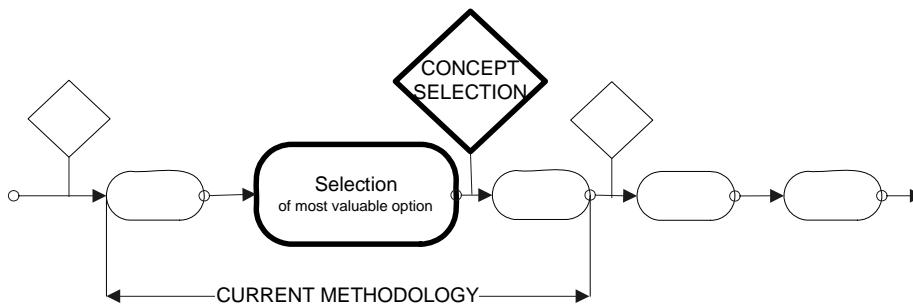 CONCEPT
SELECTION
Selection
of most valuable option
CURRENT METHODOLOGY